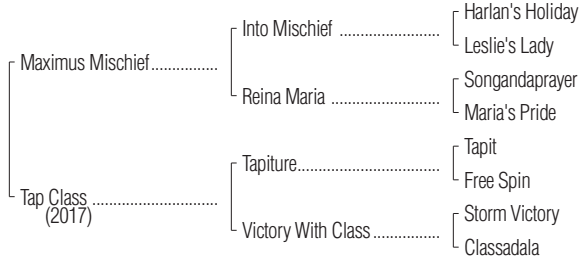 Harlan's Holiday
Into Mischief ....................
Leslie's Lady
Maximus Mischief................
Songandaprayer
Reina Maria ......................
Maria's Pride
Tapit
Tapiture.............................
Free Spin
Tap Class .......................
(2017)
Storm Victory
Victory With Class................
Classadala